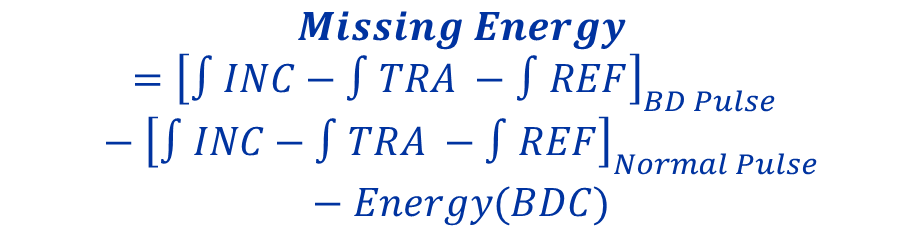 Missing Energy
= [∫ INC − ∫ TRA − ∫ REF]BD Pulse
− [∫ INC − ∫ TRA − ∫ REF]Normal Pulse
− Energy(BDC)